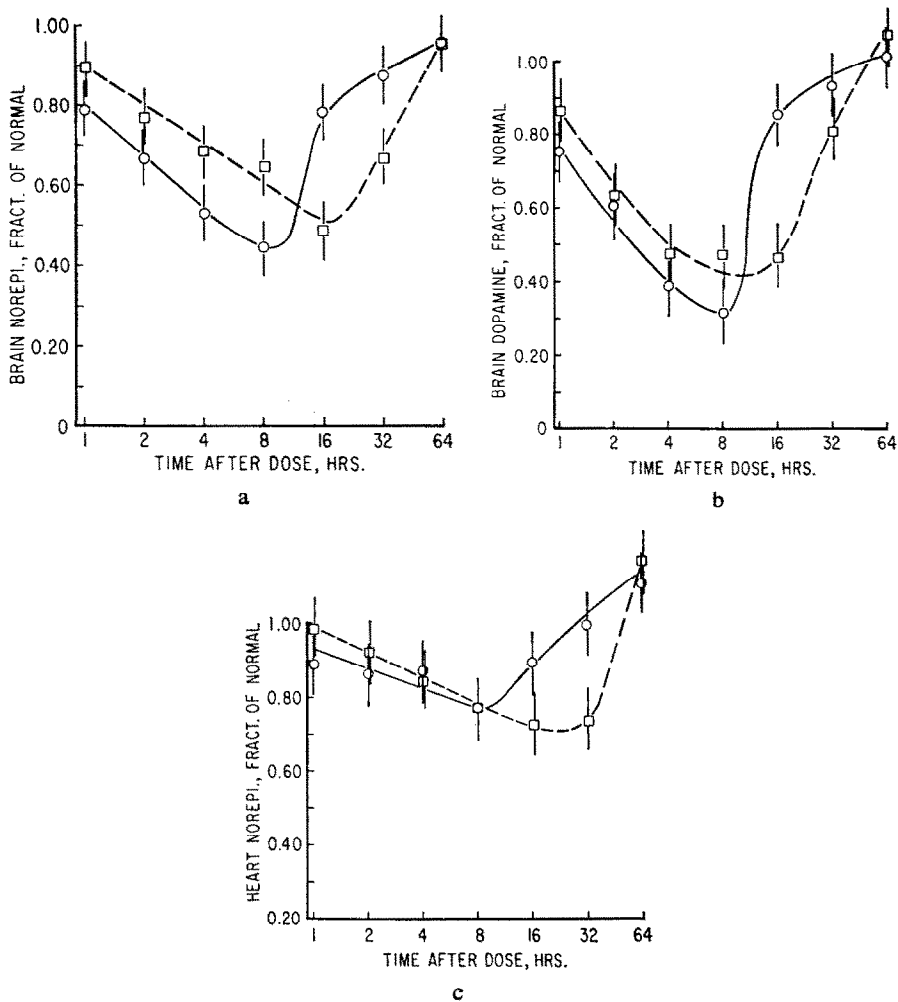 BRAIN NOREPI., FRACT. OF NORMAL
1.00
0.80
0.60
0.40
0.20
0
1 2 4 8 16 32 64
TIME AFTER DOSE, HRS.
a
BRAIN DOPAMINE, FRACT. OF NORMAL
1.00
0.80
0.60
0.40
0.20
0
1 2 4 8 16 32 64
TIME AFTER DOSE, HRS.
b
HEART NOREPI., FRACT. OF NORMAL
1.00
0.80
0.60
0.40
0.20
1 2 4 8 16 32 64
TIME AFTER DOSE, HRS.
c